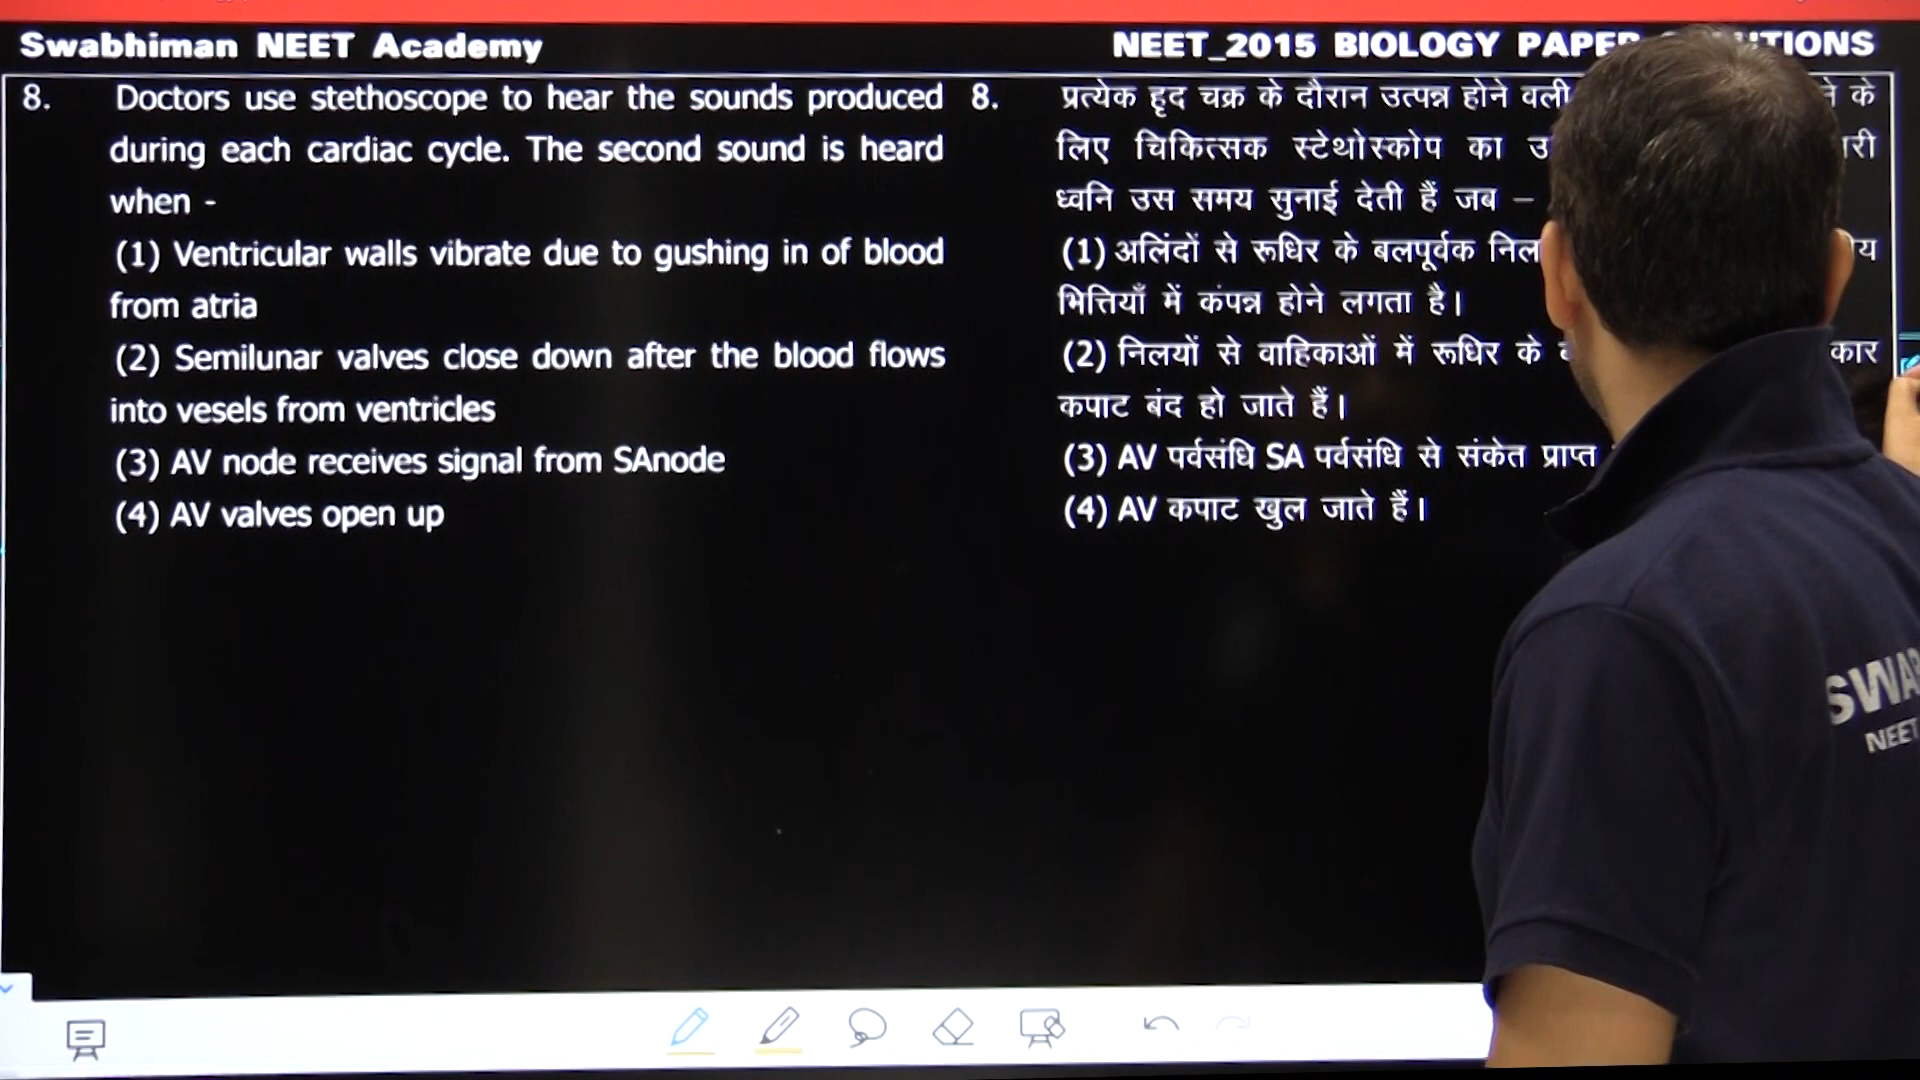 Swabhiman NEET Academy
NEET_2015 BIOLOGY PAPER
8. Doctors use stethoscope to hear the sounds produced
during each cardiac cycle. The second sound is heard
when -
(1) Ventricular walls vibrate due to gushing in of blood
from atria
(2) Semilunar valves close down after the blood flows
into vesels from ventricles
(3) AV node receives signal from SAnode
(4) AV valves open up
8. प्रत्येक हृद चक्र के दौरान उत्पन्न होने वली के
लिए चिकित्सक स्टेथोस्कोप का
ध्वनि उस समय सुनाई देती हैं जब –
(1) अलिंदों से रूधिर के बलपूर्वक
भित्तियाँ में कंपन्न होने लगता है।
(2) निलयों से वाहिकाओं में रूधिर के
कपाट बंद हो जाते हैं।
(3) AV पर्वसंधि SA पर्वसंधि से संकेत प्राप्त
(4) AV कपाट खुल जाते हैं।
NEET